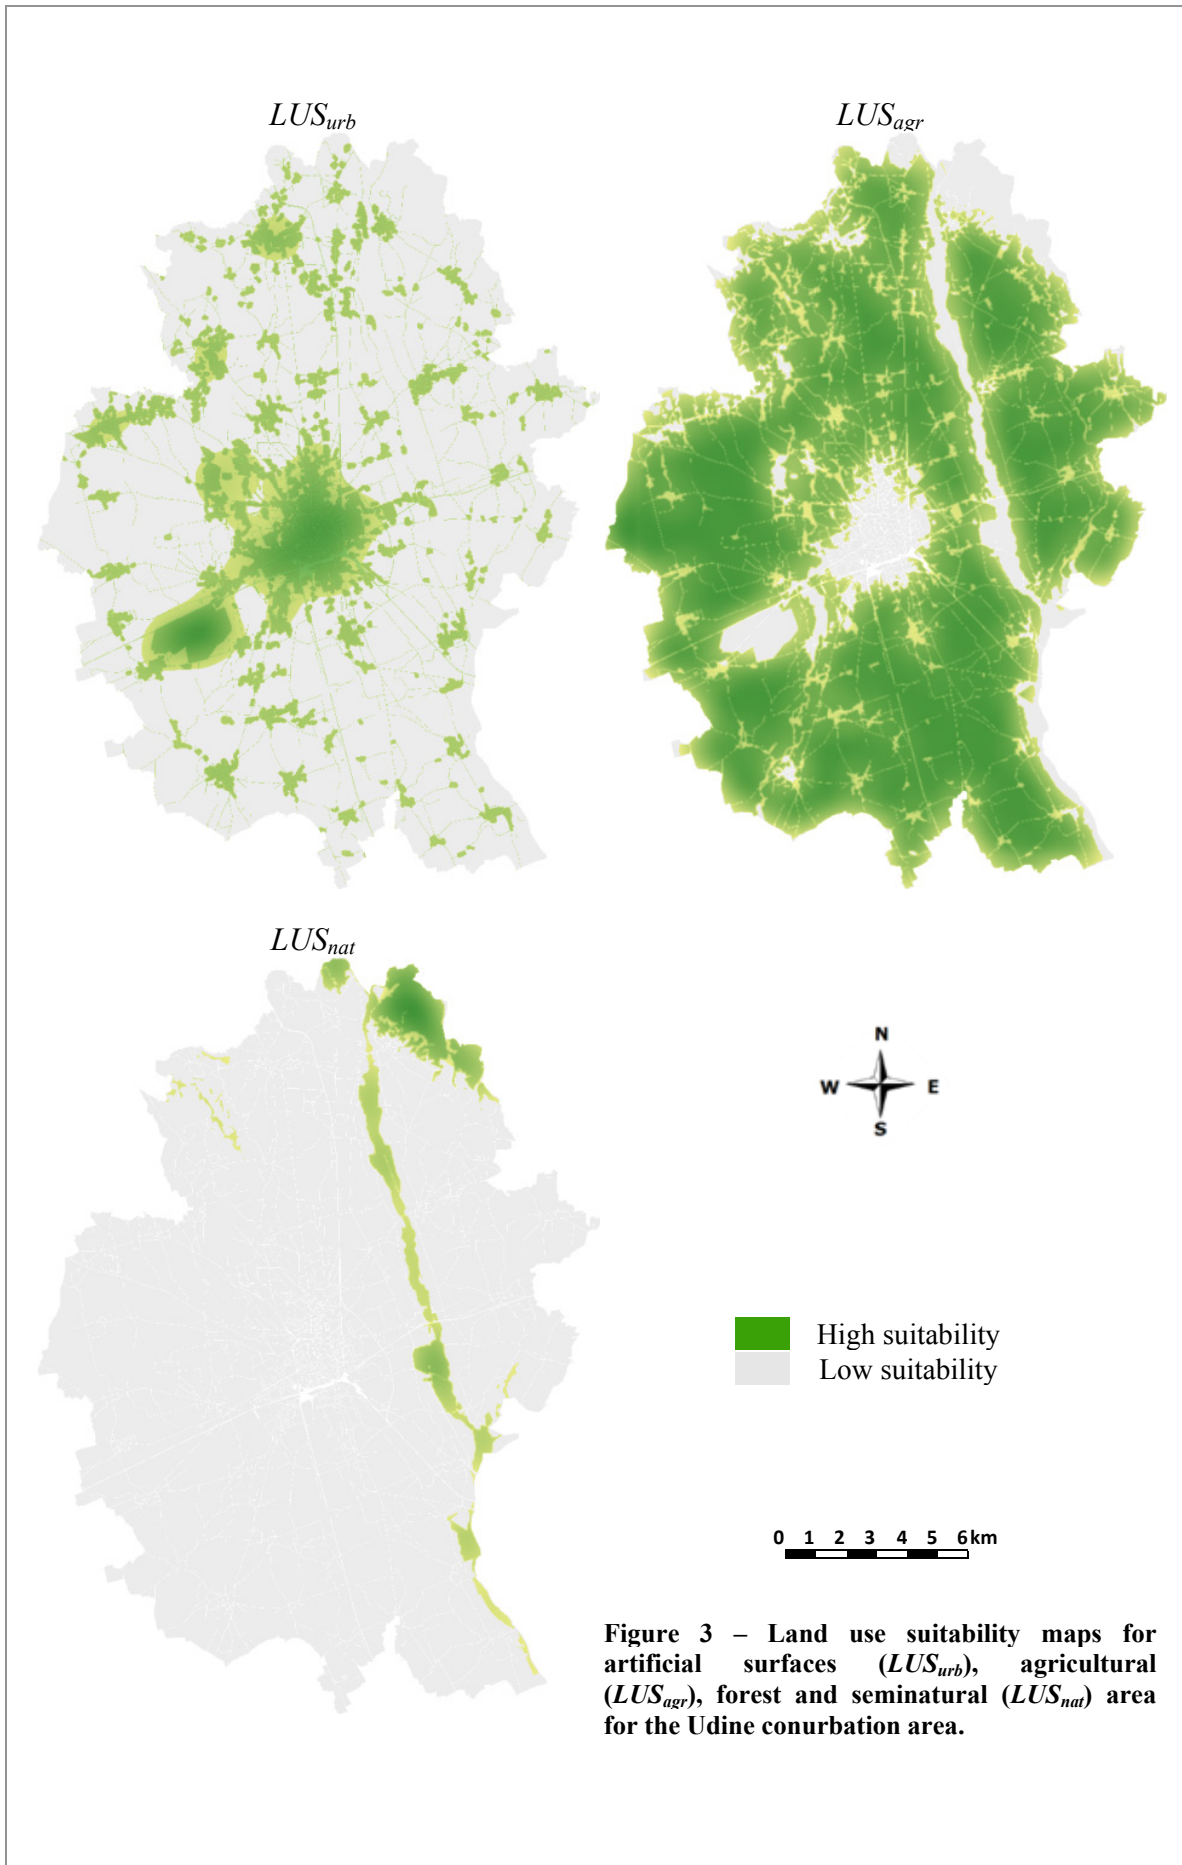 LUSurb
LUSagr
LUSnat
N
W E
S
High suitability
Low suitability
0 1 2 3 4 5 6 km
Figure 3 – Land use suitability maps for
artificial surfaces (LUSurb), agricultural
(LUSagr), forest and seminatural (LUSnat) area
for the Udine conurbation area.